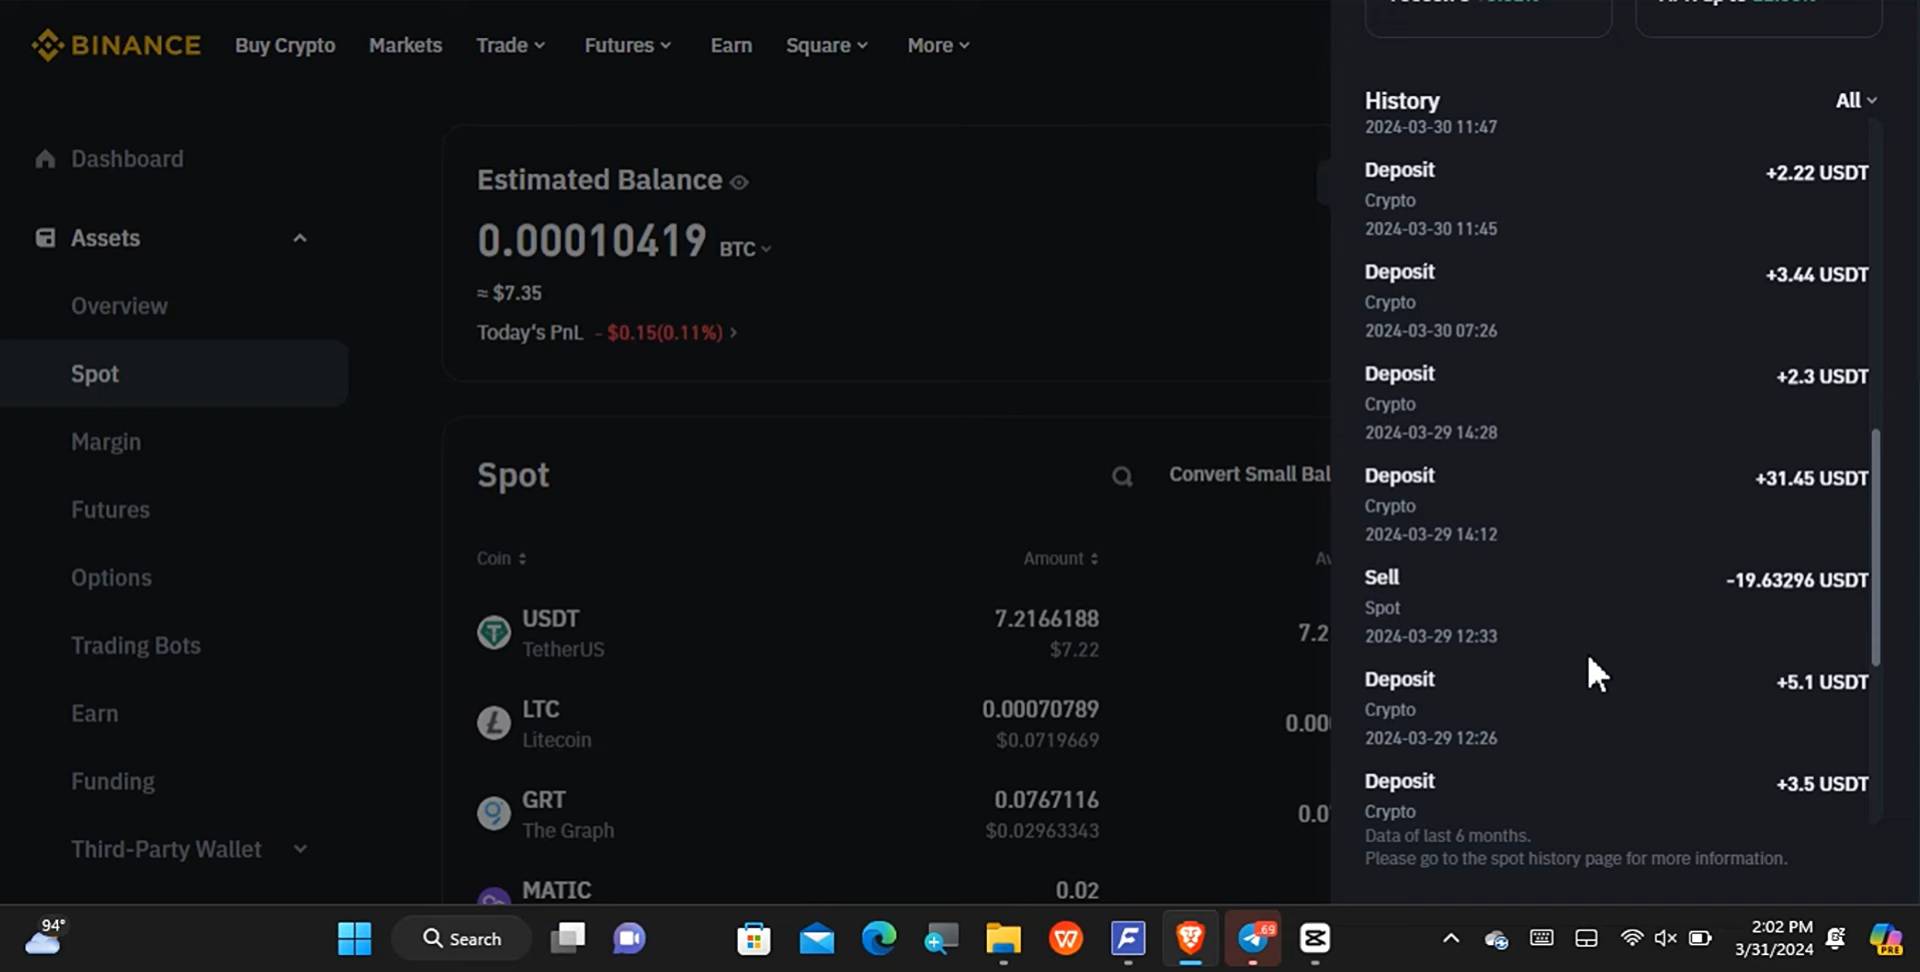 BINANCE Buy Crypto Markets Trade Futures Earn Square More
Dashboard
Assets
Overview
Spot
Margin
Futures
Options
Trading Bots
Earn
Funding
Third-Party Wallet
Estimated Balance
0.00010419 BTC
≈ $7.35
Today's PnL - $0.15(0.11%)
Spot
Convert Small Bal
Coin Amount Av
USDT 7.2166188 7.2
TetherUS $7.22
LTC 0.00070789 0.00
Litecoin $0.0719669
GRT 0.0767116 0.0
The Graph $0.02963343
MATIC 0.02
History All
2024-03-30 11:47
Deposit +2.22 USDT
Crypto
2024-03-30 11:45
Deposit +3.44 USDT
Crypto
2024-03-30 07:26
Deposit +2.3 USDT
Crypto
2024-03-29 14:28
Deposit +31.45 USDT
Crypto
2024-03-29 14:12
Sell -19.63296 USDT
Spot
2024-03-29 12:33
Deposit +5.1 USDT
Crypto
2024-03-29 12:26
Deposit +3.5 USDT
Crypto
Data of last 6 months.
Please go to the spot history page for more information.
94°
Search
69
2:02 PM
3/31/2024
PRE